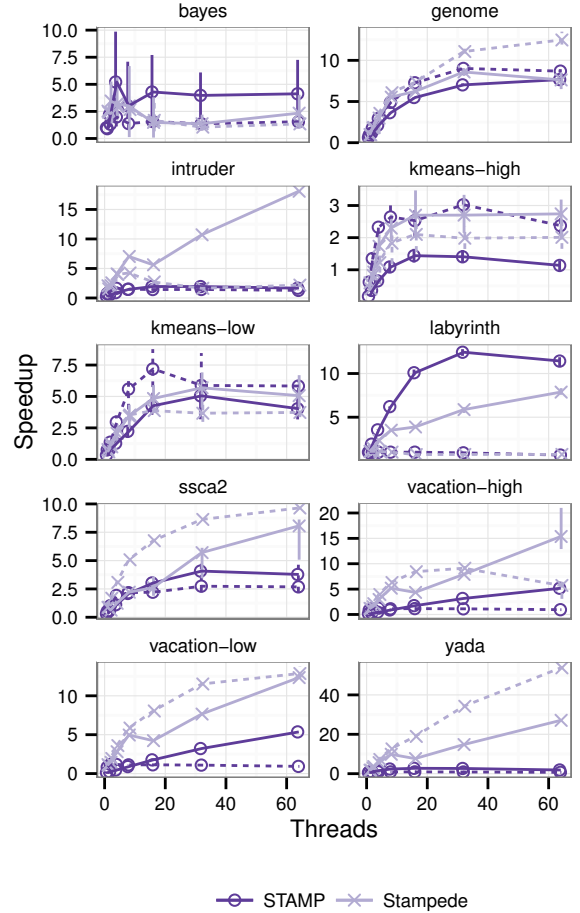 bayes
genome
10.0
7.5
5.0
2.5
0.0
10
5
0
intruder
kmeans−high
15
10
5
0
3
2
1
kmeans−low
labyrinth
7.5
5.0
2.5
0.0
10
5
Speedup
ssca2
vacation−high
10.0
7.5
5.0
2.5
0.0
20
15
10
5
0
vacation−low
yada
10
5
0
40
20
0
0 20 40 60
0 20 40 60
Threads
STAMP Stampede